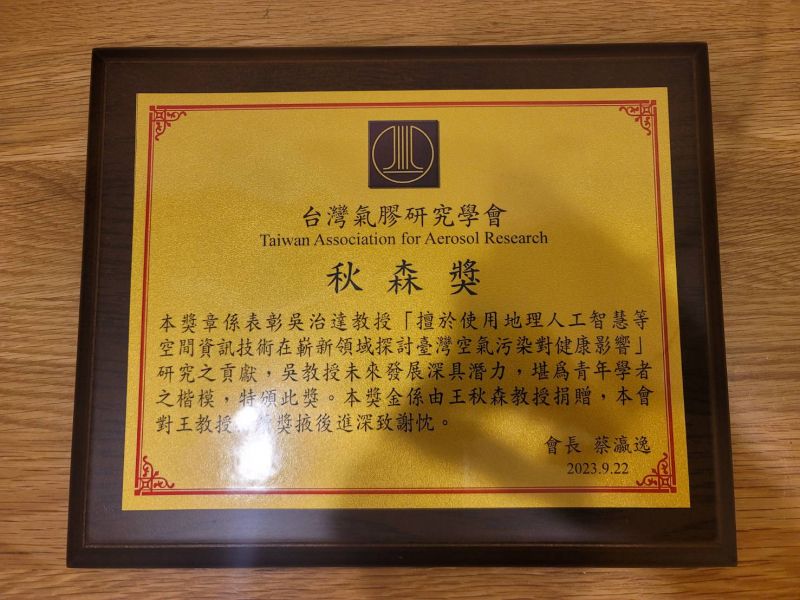 台灣氣膠研究學會
Taiwan Association for Aerosol Research
秋森獎
本獎章係表彰吳治達教授「擅於使用地理人工智慧等
空間資訊技術在嶄新領域探討臺灣空氣污染對健康影響」
研究之貢獻，吳教授未來發展深具潛力，堪為青年學者
之楷模，特頒此獎。本獎金係由王秋森教授捐贈，本會
對王教授獎掖後進深致謝忱。
會長 蔡瀛逸
2023.9.22